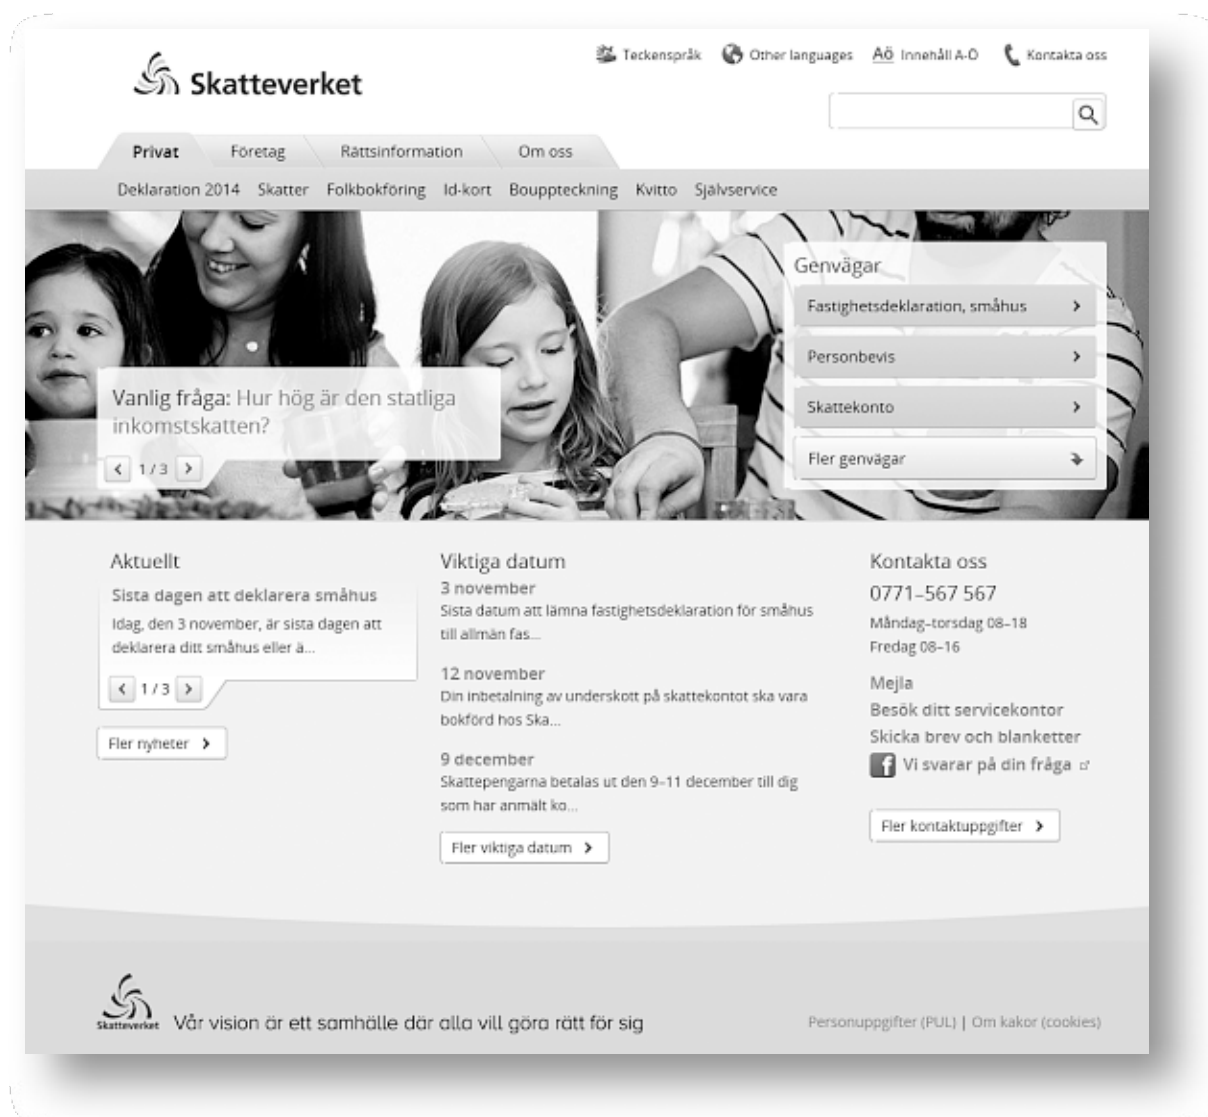 Teckenspråk Other languages AÖ Innehåll A-Ö Kontakta oss
Skatteverket
Privat Företag Rättsinformation Om oss
Deklaration 2014 Skatter Folkbokföring Id-kort Bouppteckning Kvitto Självservice
Genvägar
Fastighetsdeklaration, småhus
Personbevis
Skattekonto
Fler genvägar
Vanlig fråga: Hur hög är den statliga
inkomstskatten?
1 / 3
Aktuellt
Sista dagen att deklarera småhus
Idag, den 3 november, är sista dagen att
deklarera ditt småhus eller ä...
1 / 3
Fler nyheter
Viktiga datum
3 november
Sista datum att lämna fastighetsdeklaration för småhus
till allmän fas...
12 november
Din inbetalning av underskott på skattekontot ska vara
bokförd hos Ska...
9 december
Skattepengarna betalas ut den 9–11 december till dig
som har anmält ko...
Fler viktiga datum
Kontakta oss
0771–567 567
Måndag–torsdag 08–18
Fredag 08–16
Mejla
Besök ditt servicekontor
Skicka brev och blanketter
Vi svarar på din fråga
Fler kontaktuppgifter
Skatteverket
Vår vision är ett samhälle där alla vill göra rätt för sig
Personuppgifter (PUL) | Om kakor (cookies)